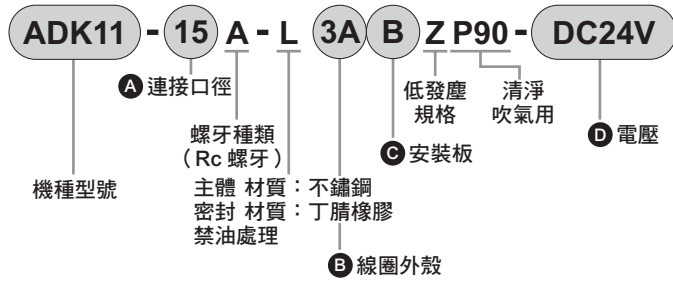 ADK11 - 15 A - L 3A B Z P90 - DC24V
A 連接口徑
低發塵
規格
清淨
吹氣用
D 電壓
螺牙種類
（Rc 螺牙）
C 安裝板
機種型號
主體 材質：不鏽鋼
密封 材質：丁腈橡膠
禁油處理
B 線圈外殼